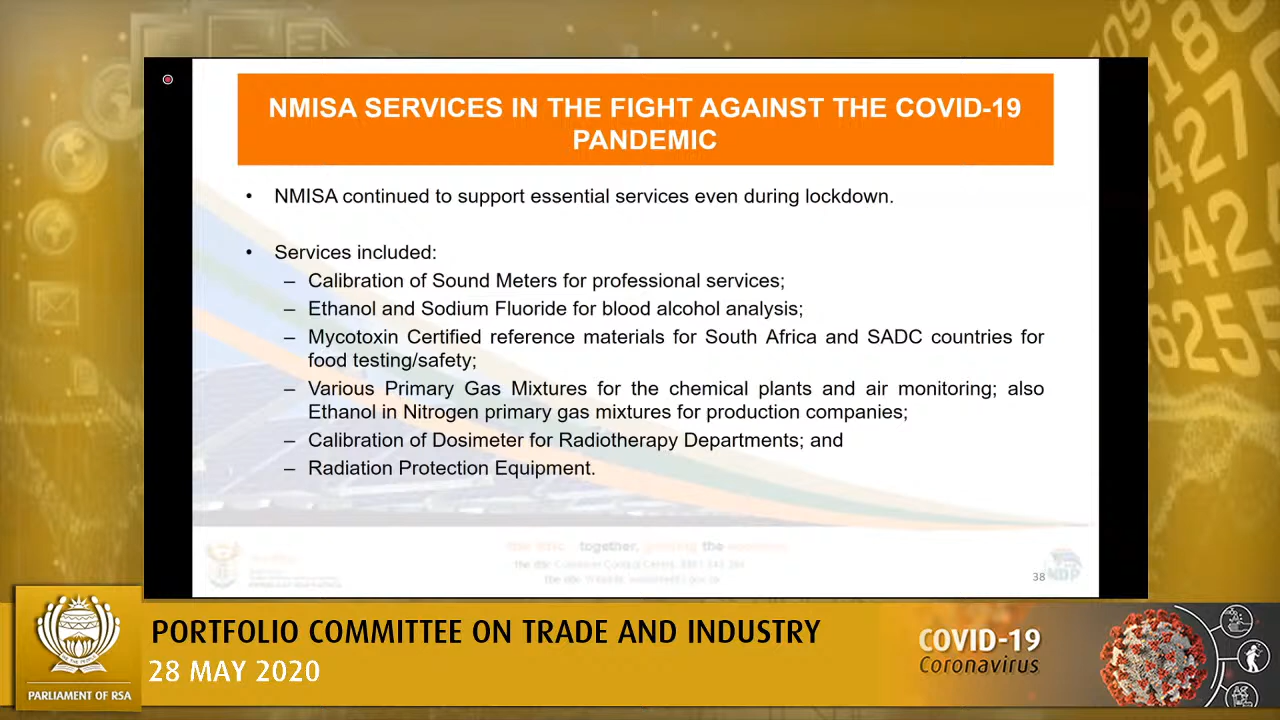 NMISA SERVICES IN THE FIGHT AGAINST THE COVID-19
PANDEMIC
• NMISA continued to support essential services even during lockdown.
• Services included:
– Calibration of Sound Meters for professional services;
– Ethanol and Sodium Fluoride for blood alcohol analysis;
– Mycotoxin Certified reference materials for South Africa and SADC countries for
food testing/safety;
– Various Primary Gas Mixtures for the chemical plants and air monitoring; also
Ethanol in Nitrogen primary gas mixtures for production companies;
– Calibration of Dosimeter for Radiotherapy Departments; and
– Radiation Protection Equipment.
together, the
38
NDP
PORTFOLIO COMMITTEE ON TRADE AND INDUSTRY
28 MAY 2020
PARLIAMENT OF RSA
COVID-19
Coronavirus